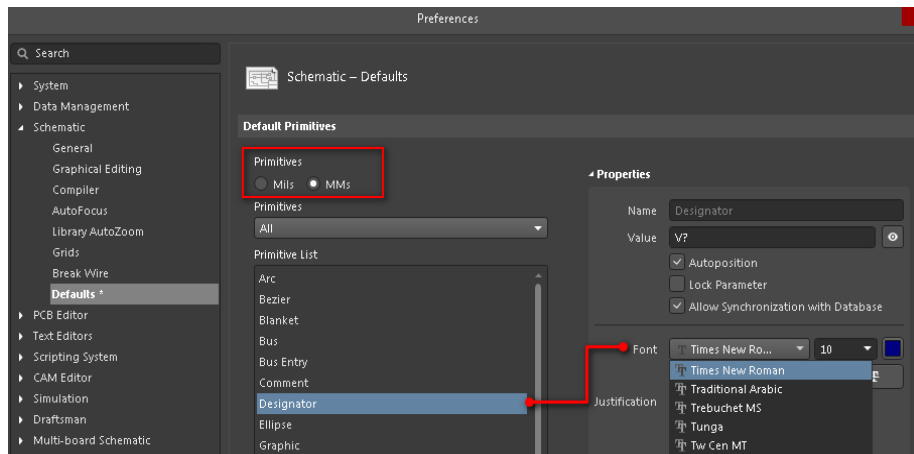 Preferences
Search
System
Data Management
Schematic
General
Graphical Editing
Compiler
AutoFocus
Library AutoZoom
Grids
Break Wire
Defaults *
PCB Editor
Text Editors
Scripting System
CAM Editor
Simulation
Draftsman
Multi-board Schematic
Schematic – Defaults
Default Primitives
Primitives
Mils MMs
Primitives
All
Primitive List
Arc
Bezier
Blanket
Bus
Bus Entry
Comment
Designator
Ellipse
Graphic
Properties
Name Designator
Value V?
Autoposition
Lock Parameter
Allow Synchronization with Database
Font Times New Ro... 10
Times New Roman
Justification
Traditional Arabic
Trebuchet MS
Tunga
Tw Cen MT